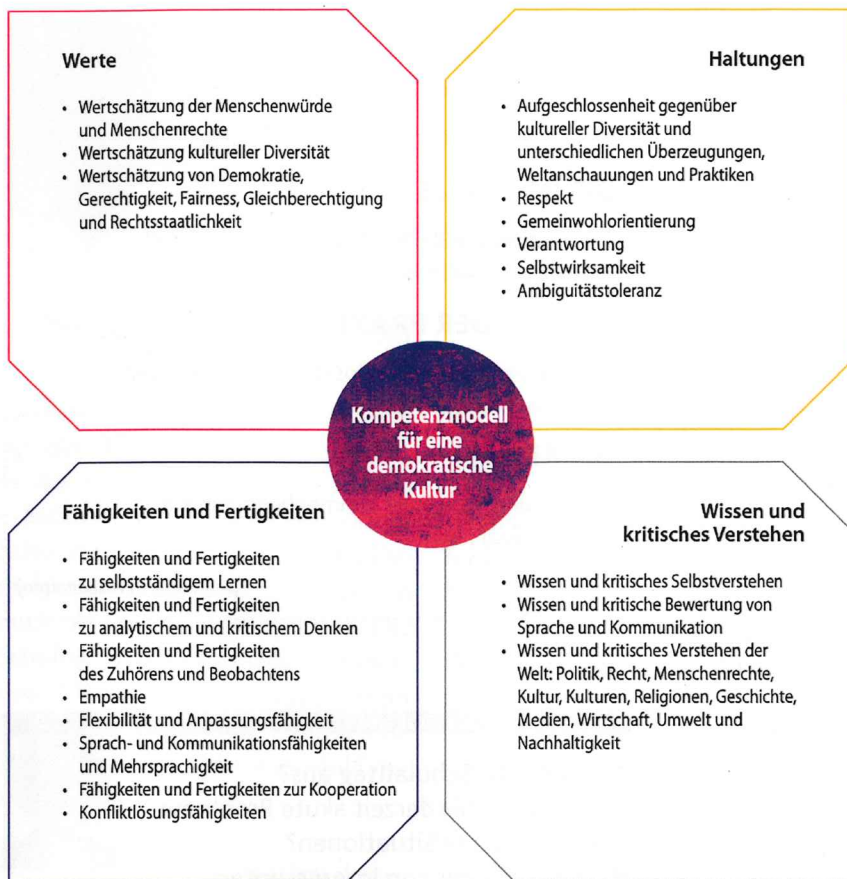 Werte
• Wertschätzung der Menschenwürde
und Menschenrechte
• Wertschätzung kultureller Diversität
• Wertschätzung von Demokratie,
Gerechtigkeit, Fairness, Gleichberechtigung
und Rechtsstaatlichkeit
Haltungen
• Aufgeschlossenheit gegenüber
kultureller Diversität und
unterschiedlichen Überzeugungen,
Weltanschauungen und Praktiken
• Respekt
• Gemeinwohlorientierung
• Verantwortung
• Selbstwirksamkeit
• Ambiguitätstoleranz
Kompetenzmodell
für eine
demokratische
Kultur
Fähigkeiten und Fertigkeiten
• Fähigkeiten und Fertigkeiten
zu selbstständigem Lernen
• Fähigkeiten und Fertigkeiten
zu analytischem und kritischem Denken
• Fähigkeiten und Fertigkeiten
des Zuhörens und Beobachtens
• Empathie
• Flexibilität und Anpassungsfähigkeit
• Sprach- und Kommunikationsfähigkeiten
und Mehrsprachigkeit
• Fähigkeiten und Fertigkeiten zur Kooperation
• Konfliktlösungsfähigkeiten
Wissen und
kritisches Verstehen
• Wissen und kritisches Selbstverstehen
• Wissen und kritische Bewertung von
Sprache und Kommunikation
• Wissen und kritisches Verstehen der
Welt: Politik, Recht, Menschenrechte,
Kultur, Kulturen, Religionen, Geschichte,
Medien, Wirtschaft, Umwelt und
Nachhaltigkeit